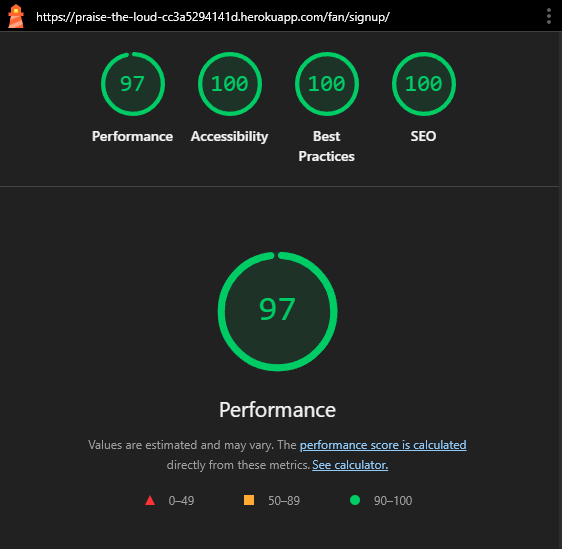 https://praise-the-loud-cc3a5294141d.herokuapp.com/fan/signup/
97 100 100 100
Performance Accessibility Best Practices SEO
97
Performance
Values are estimated and may vary. The performance score is calculated
directly from these metrics. See calculator.
0–49 50–89 90–100